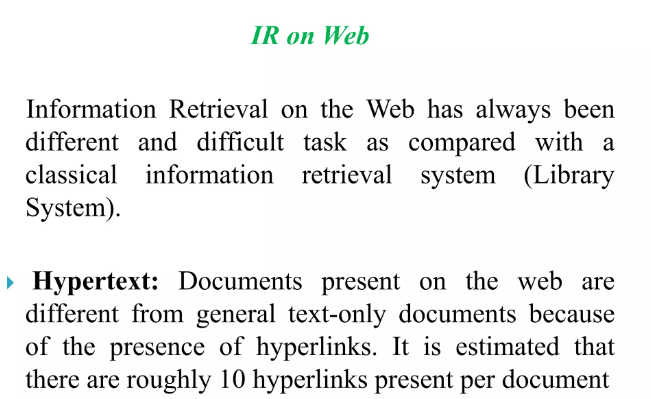 IR on Web
Information Retrieval on the Web has always been
different and difficult task as compared with a
classical information retrieval system (Library
System).
Hypertext: Documents present on the web are
different from general text-only documents because
of the presence of hyperlinks. It is estimated that
there are roughly 10 hyperlinks present per document